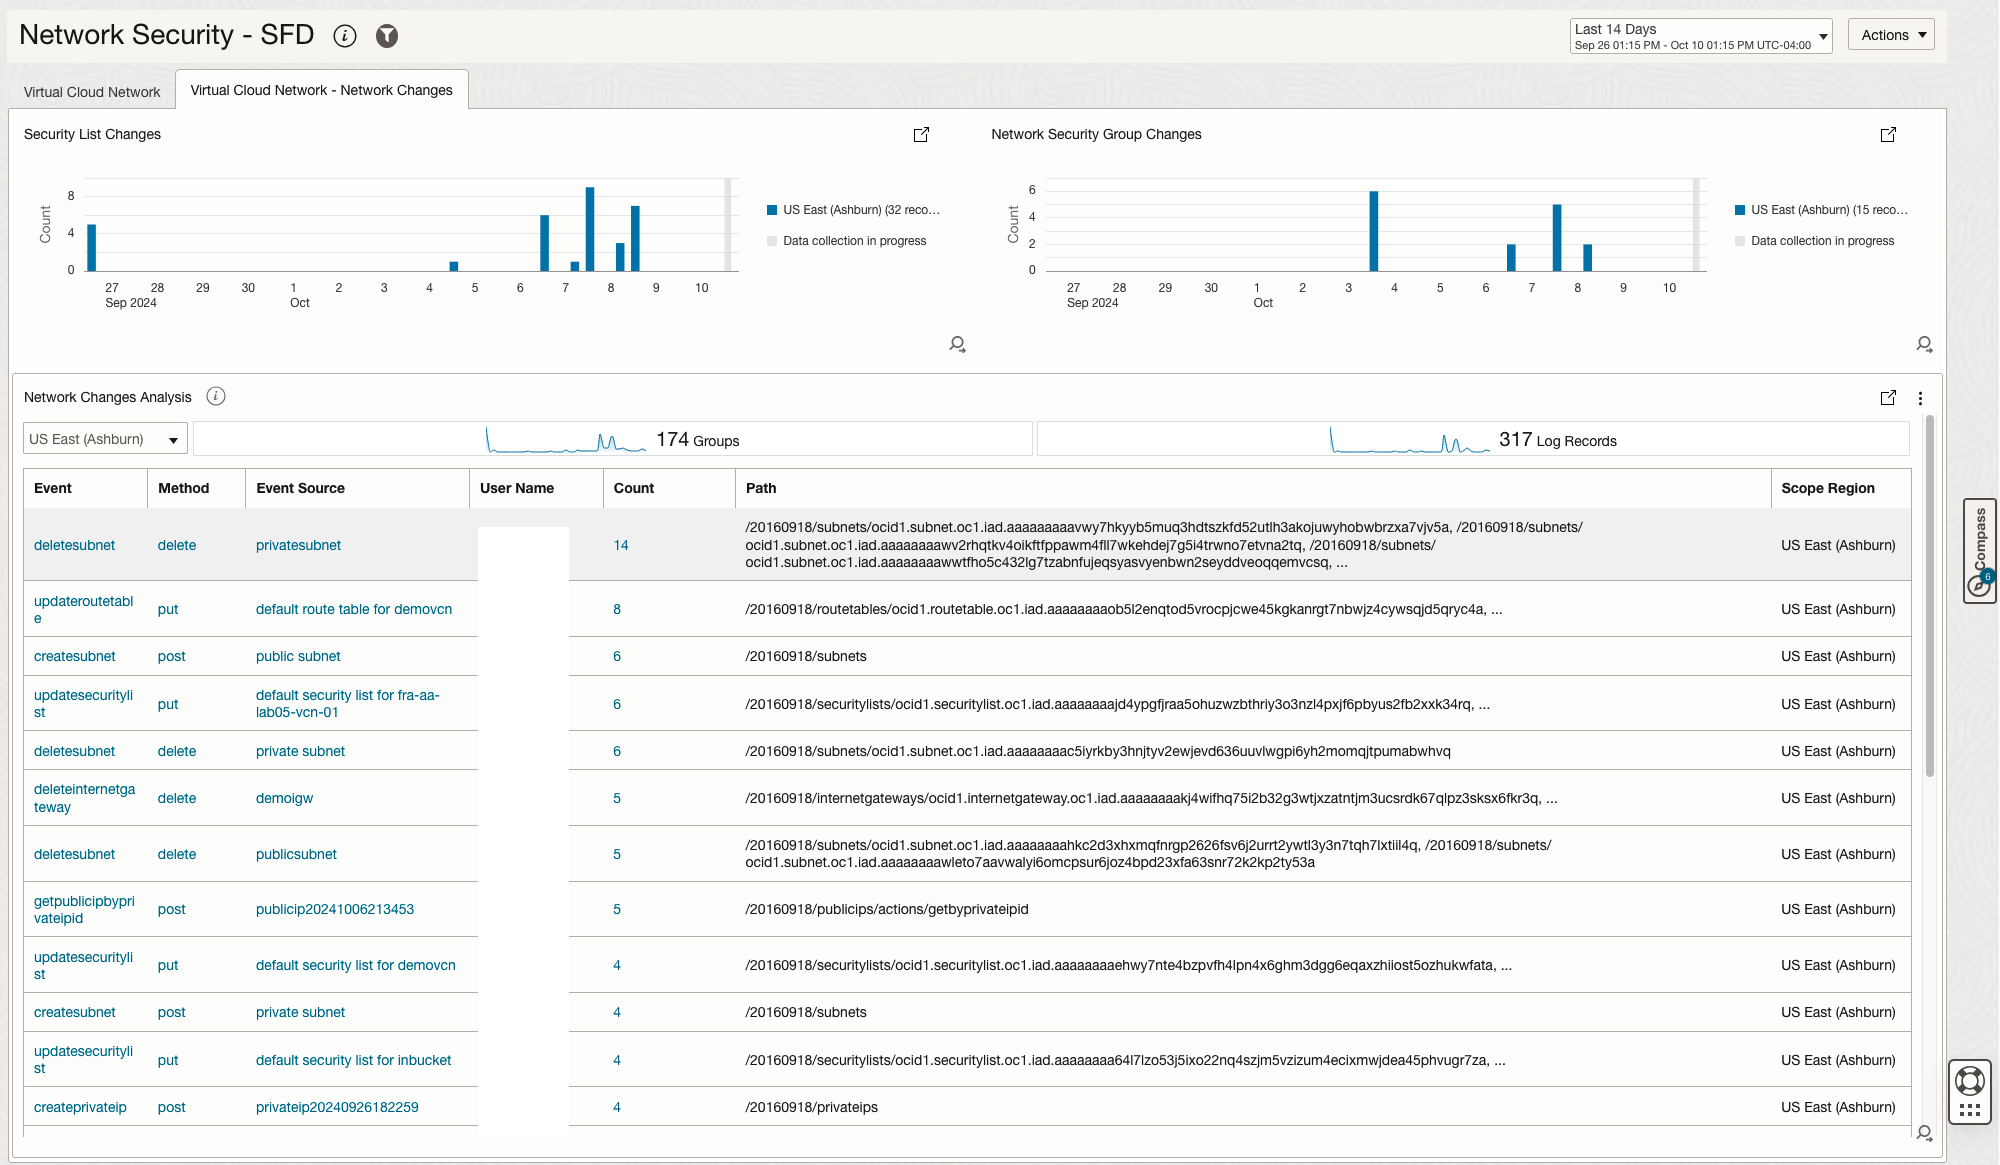 Network Security - SFD
Last 14 Days
Sep 26 01:15 PM - Oct 10 01:15 PM UTC-04:00
Actions
Virtual Cloud Network
Virtual Cloud Network - Network Changes
Security List Changes
Count
8
4
0
27 28 29 30 1 2 3 4 5 6 7 8 9 10
Sep 2024 Oct
US East (Ashburn) (32 reco...
Data collection in progress
Network Security Group Changes
Count
6
4
2
0
27 28 29 30 1 2 3 4 5 6 7 8 9 10
Sep 2024 Oct
US East (Ashburn) (15 reco...
Data collection in progress
Network Changes Analysis
US East (Ashburn)
174 Groups
317 Log Records
Event Method Event Source User Name Count Path Scope Region
/20160918/subnets/ocid1.subnet.oc1.iad.aaaaaaaaavwy7hkyyb5muq3hdtszkfd52utlh3akojuwyhobwbrzxa7vjv5a, /20160918/subnets/
deletesubnet delete privatesubnet 14 ocid1.subnet.oc1.iad.aaaaaaaawv2rhqtkv4oikftfppawm4fll7wkehdej7g5i4trwno7etvna2tq, /20160918/subnets/ US East (Ashburn)
ocid1.subnet.oc1.iad.aaaaaaaawwtfho5c432lg7tzabnfujeqsyasvyenbwn2seyddveoqqemvcsq, ...
updateroutetabl
e put default route table for demovcn 8 /20160918/routetables/ocid1.routetable.oc1.iad.aaaaaaaaob5l2enqtod5vrocpjcwe45kgkanrgt7nbwjz4cywsqjd5qryc4a, ... US East (Ashburn)
createsubnet post public subnet 6 /20160918/subnets US East (Ashburn)
updatesecurityli default security list for fra-aa-
st put lab05-vcn-01 6 /20160918/securitylists/ocid1.securitylist.oc1.iad.aaaaaaaajd4ypgfjraa5ohuzwzbthriy3o3nzl4pxjf6pbyus2fb2xxk34rq, ... US East (Ashburn)
deletesubnet delete private subnet 6 /20160918/subnets/ocid1.subnet.oc1.iad.aaaaaaaac5iyrkby3hnjtyv2ewjevd636uuvlwgpi6yh2momqjtpumabwhvq US East (Ashburn)
deleteinternetga
teway delete demoigw 5 /20160918/internetgateways/ocid1.internetgateway.oc1.iad.aaaaaaaakj4wifhq75i2b32g3wtjxzatntjm3ucsrdk67qlpz3sksx6fkr3q, ... US East (Ashburn)
/20160918/subnets/ocid1.subnet.oc1.iad.aaaaaaaahkc2d3xhxmqfnrgp2626fsv6j2urrt2ywtl3y3n7tqh7lxtiil4q, /20160918/subnets/
deletesubnet delete publicsubnet 5 ocid1.subnet.oc1.iad.aaaaaaaawleto7aavwalyi6omcpsur6joz4bpd23xfa63snr72k2kp2ty53a US East (Ashburn)
getpublicipbypri
vateipid post publicip20241006213453 5 /20160918/publicips/actions/getbyprivateipid US East (Ashburn)
updatesecurityli
st put default security list for demovcn 4 /20160918/securitylists/ocid1.securitylist.oc1.iad.aaaaaaaaehwy7nte4bzpvfh4lpn4x6ghm3dgg6eqaxzhiiost5ozhukwfata, ... US East (Ashburn)
createsubnet post private subnet 4 /20160918/subnets US East (Ashburn)
updatesecurityli
st put default security list for inbucket 4 /20160918/securitylists/ocid1.securitylist.oc1.iad.aaaaaaaa64l7lzo53j5ixo22nq4szjm5vzizum4ecixmwjdea45phvugr7za, ... US East (Ashburn)
createprivateip post privateip20240926182259 4 /20160918/privateips US East (Ashburn)
Compass
6